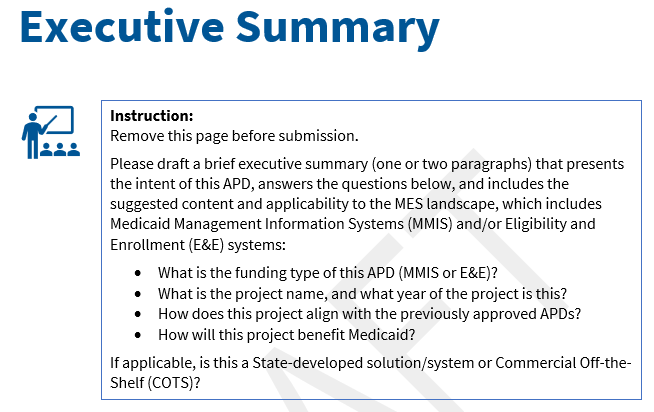 Executive Summary
Instruction:
Remove this page before submission.
Please draft a brief executive summary (one or two paragraphs) that presents
the intent of this APD, answers the questions below, and includes the
suggested content and applicability to the MES landscape, which includes
Medicaid Management Information Systems (MMIS) and/or Eligibility and
Enrollment (E&E) systems:
• What is the funding type of this APD (MMIS or E&E)?
• What is the project name, and what year of the project is this?
• How does this project align with the previously approved APDs?
• How will this project benefit Medicaid?
If applicable, is this a State-developed solution/system or Commercial Off-the-
Shelf (COTS)?